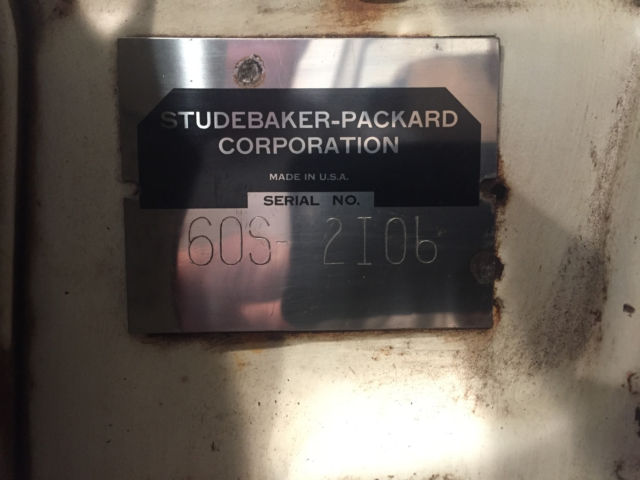 STUDEBAKER-PACKARD
CORPORATION
MADE IN U.S.A.
SERIAL NO.
60S- 2106